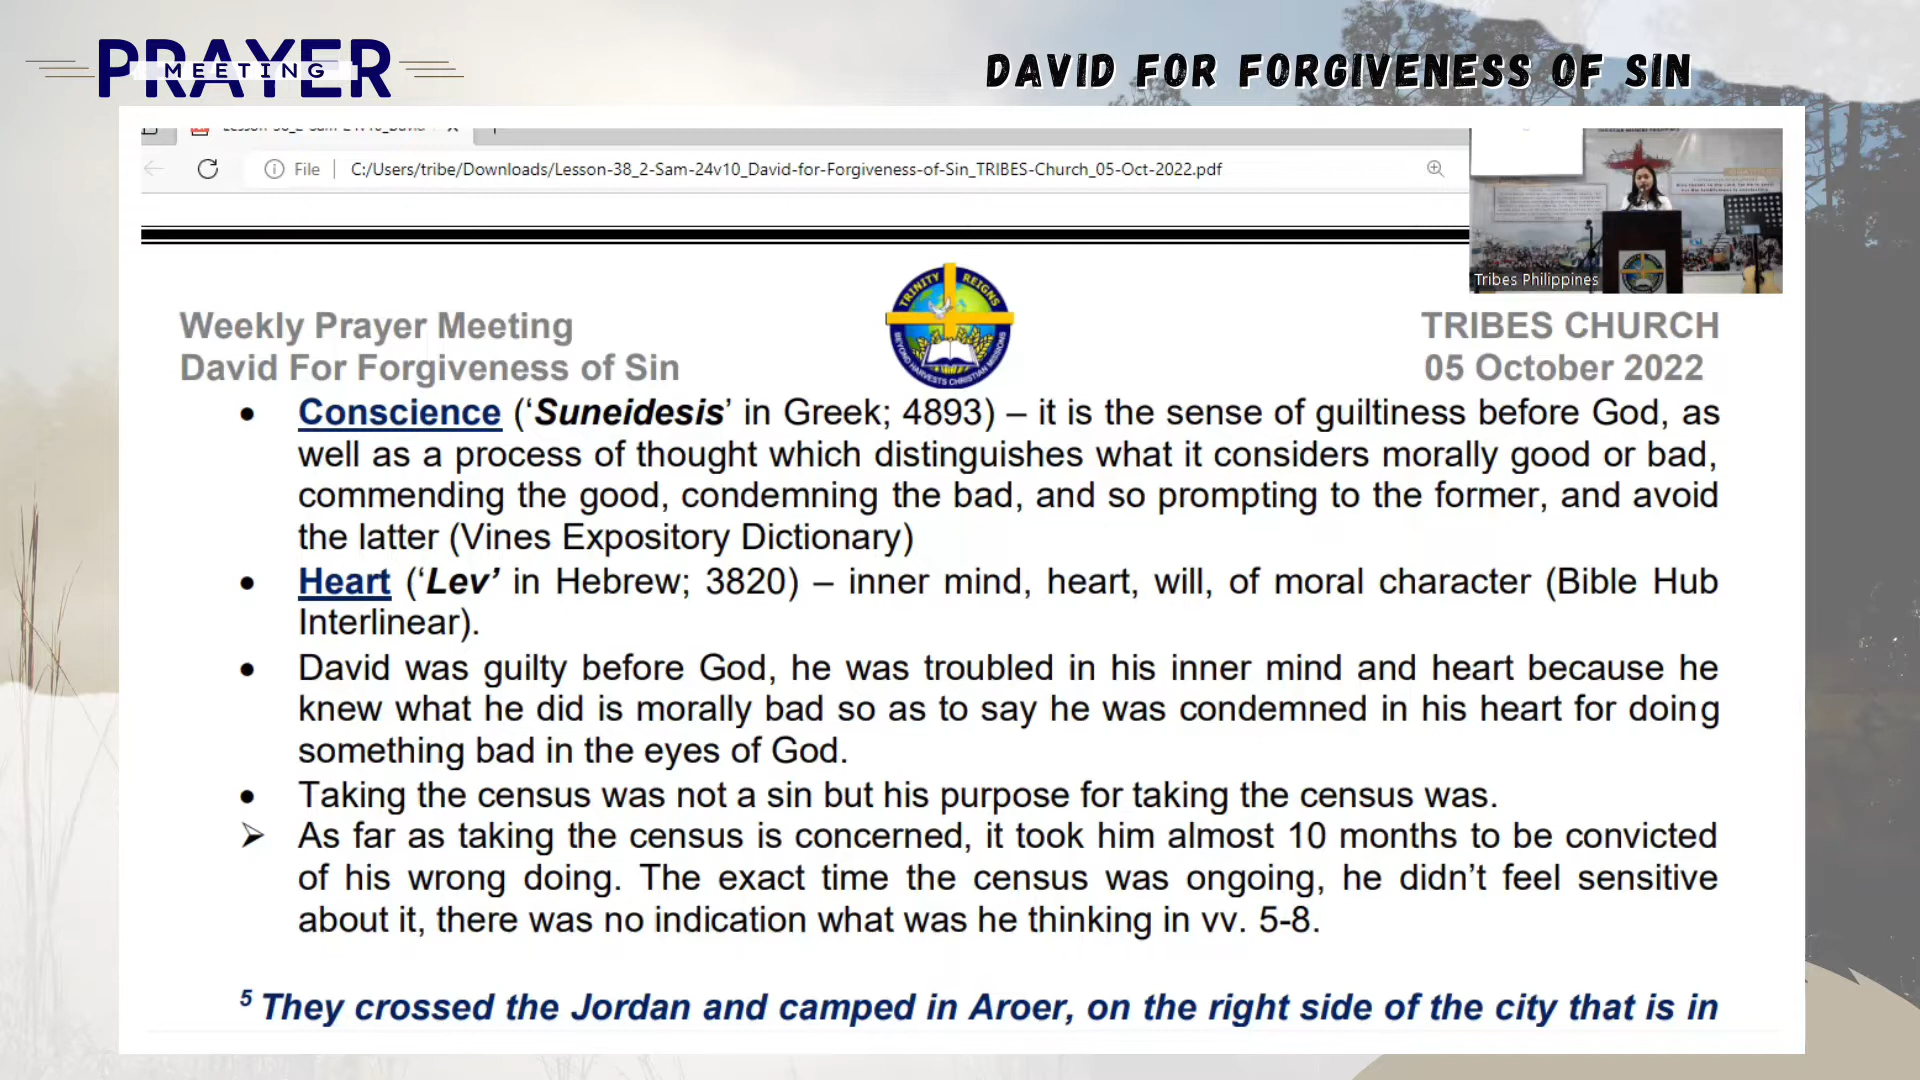 PRAYER
MEETING
DAVID FOR FORGIVENESS OF SIN
File
C:/Users/tribe/Downloads/Lesson-38_2-Sam-24v10_David-for-Forgiveness-of-Sin_TRIBES-Church_05-Oct-2022.pdf
Tribes Philippines
Weekly Prayer Meeting
David For Forgiveness of Sin
TRINITY REIGNS
BEYOND HARVESTS CHRISTIAN MISSIONS
TRIBES CHURCH
05 October 2022
• Conscience (‘Suneidesis’ in Greek; 4893) – it is the sense of guiltiness before God, as
well as a process of thought which distinguishes what it considers morally good or bad,
commending the good, condemning the bad, and so prompting to the former, and avoid
the latter (Vines Expository Dictionary)
• Heart (‘Lev’ in Hebrew; 3820) – inner mind, heart, will, of moral character (Bible Hub
Interlinear).
• David was guilty before God, he was troubled in his inner mind and heart because he
knew what he did is morally bad so as to say he was condemned in his heart for doing
something bad in the eyes of God.
• Taking the census was not a sin but his purpose for taking the census was.
➢ As far as taking the census is concerned, it took him almost 10 months to be convicted
of his wrong doing. The exact time the census was ongoing, he didn’t feel sensitive
about it, there was no indication what was he thinking in vv. 5-8.
5 They crossed the Jordan and camped in Aroer, on the right side of the city that is in